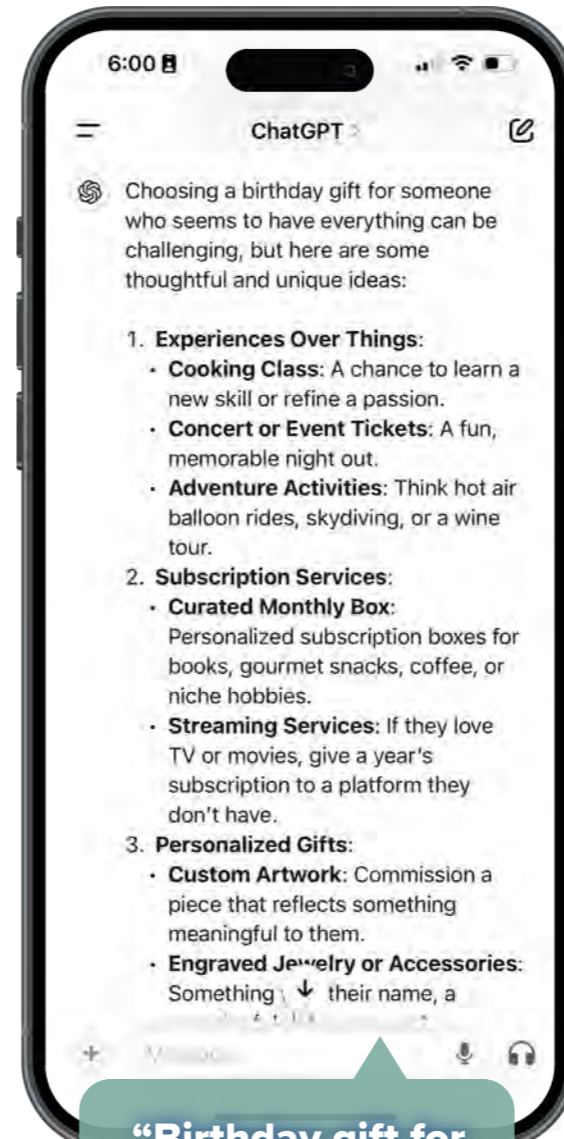 6:00
ChatGPT
Choosing a birthday gift for someone
who seems to have everything can be
challenging, but here are some
thoughtful and unique ideas:
1. Experiences Over Things:
• Cooking Class: A chance to learn a
new skill or refine a passion.
• Concert or Event Tickets: A fun,
memorable night out.
• Adventure Activities: Think hot air
balloon rides, skydiving, or a wine
tour.
2. Subscription Services:
• Curated Monthly Box:
Personalized subscription boxes for
books, gourmet snacks, coffee, or
niche hobbies.
• Streaming Services: If they love
TV or movies, give a year's
subscription to a platform they
don't have.
3. Personalized Gifts:
• Custom Artwork: Commission a
piece that reflects something
meaningful to them.
• Engraved Jewelry or Accessories:
Something their name, a
“Birthday gift for